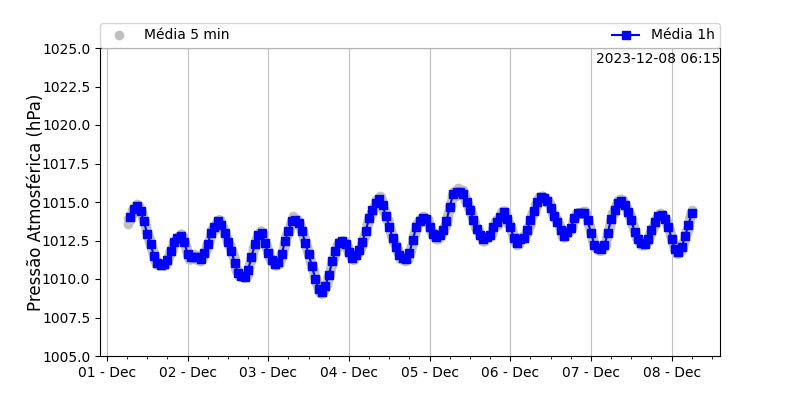 Média 5 min
Média 1h
2023-12-08 06:15
Pressão Atmosférica (hPa)
1025.0
1022.5
1020.0
1017.5
1015.0
1012.5
1010.0
1007.5
1005.0
01 - Dec
02 - Dec
03 - Dec
04 - Dec
05 - Dec
06 - Dec
07 - Dec
08 - Dec